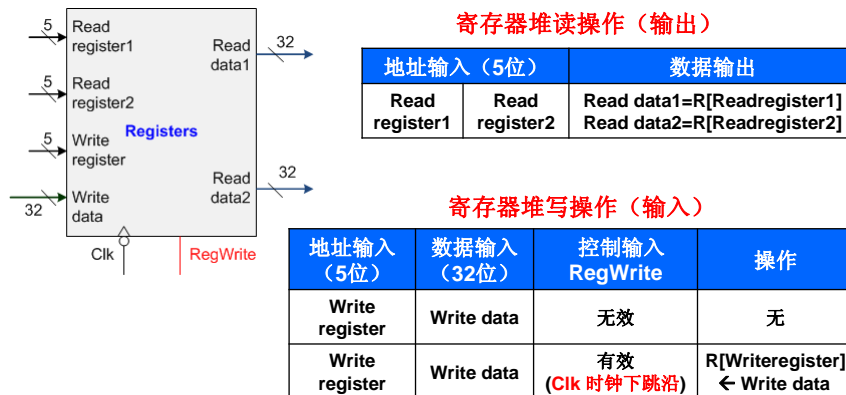 5
Read
register1
5
Read
register2
5
Write
register
32
Write
data
Registers
Read
data1
32
Read
data2
32
Clk
RegWrite
寄存器堆读操作（输出）
地址输入（5位） 数据输出
Read
register1
Read
register2
Read data1=R[Readregister1]
Read data2=R[Readregister2]
寄存器堆写操作（输入）
地址输入
（5位）
数据输入
（32位）
控制输入
RegWrite
操作
Write
register
Write data
无效
无
Write
register
Write data
有效
(Clk 时钟下跳沿)
R[Writeregister]
← Write data